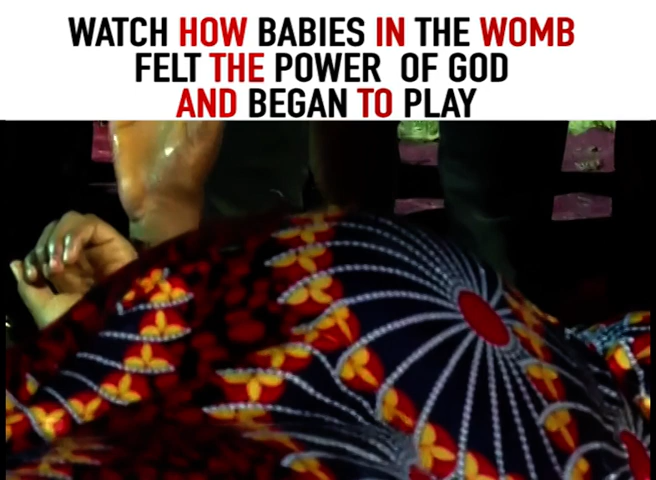 WATCH HOW BABIES IN THE WOMB
FELT THE POWER OF GOD
AND BEGAN TO PLAY